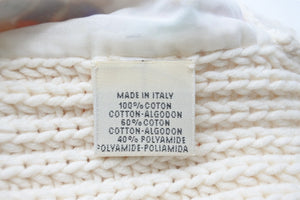 MADE IN ITALY
100% COTON
COTTON-ALGODON
60% COTON
COTTON-ALGODON
40% POLYAMIDE
POLYAMIDE-POLIAMIDA